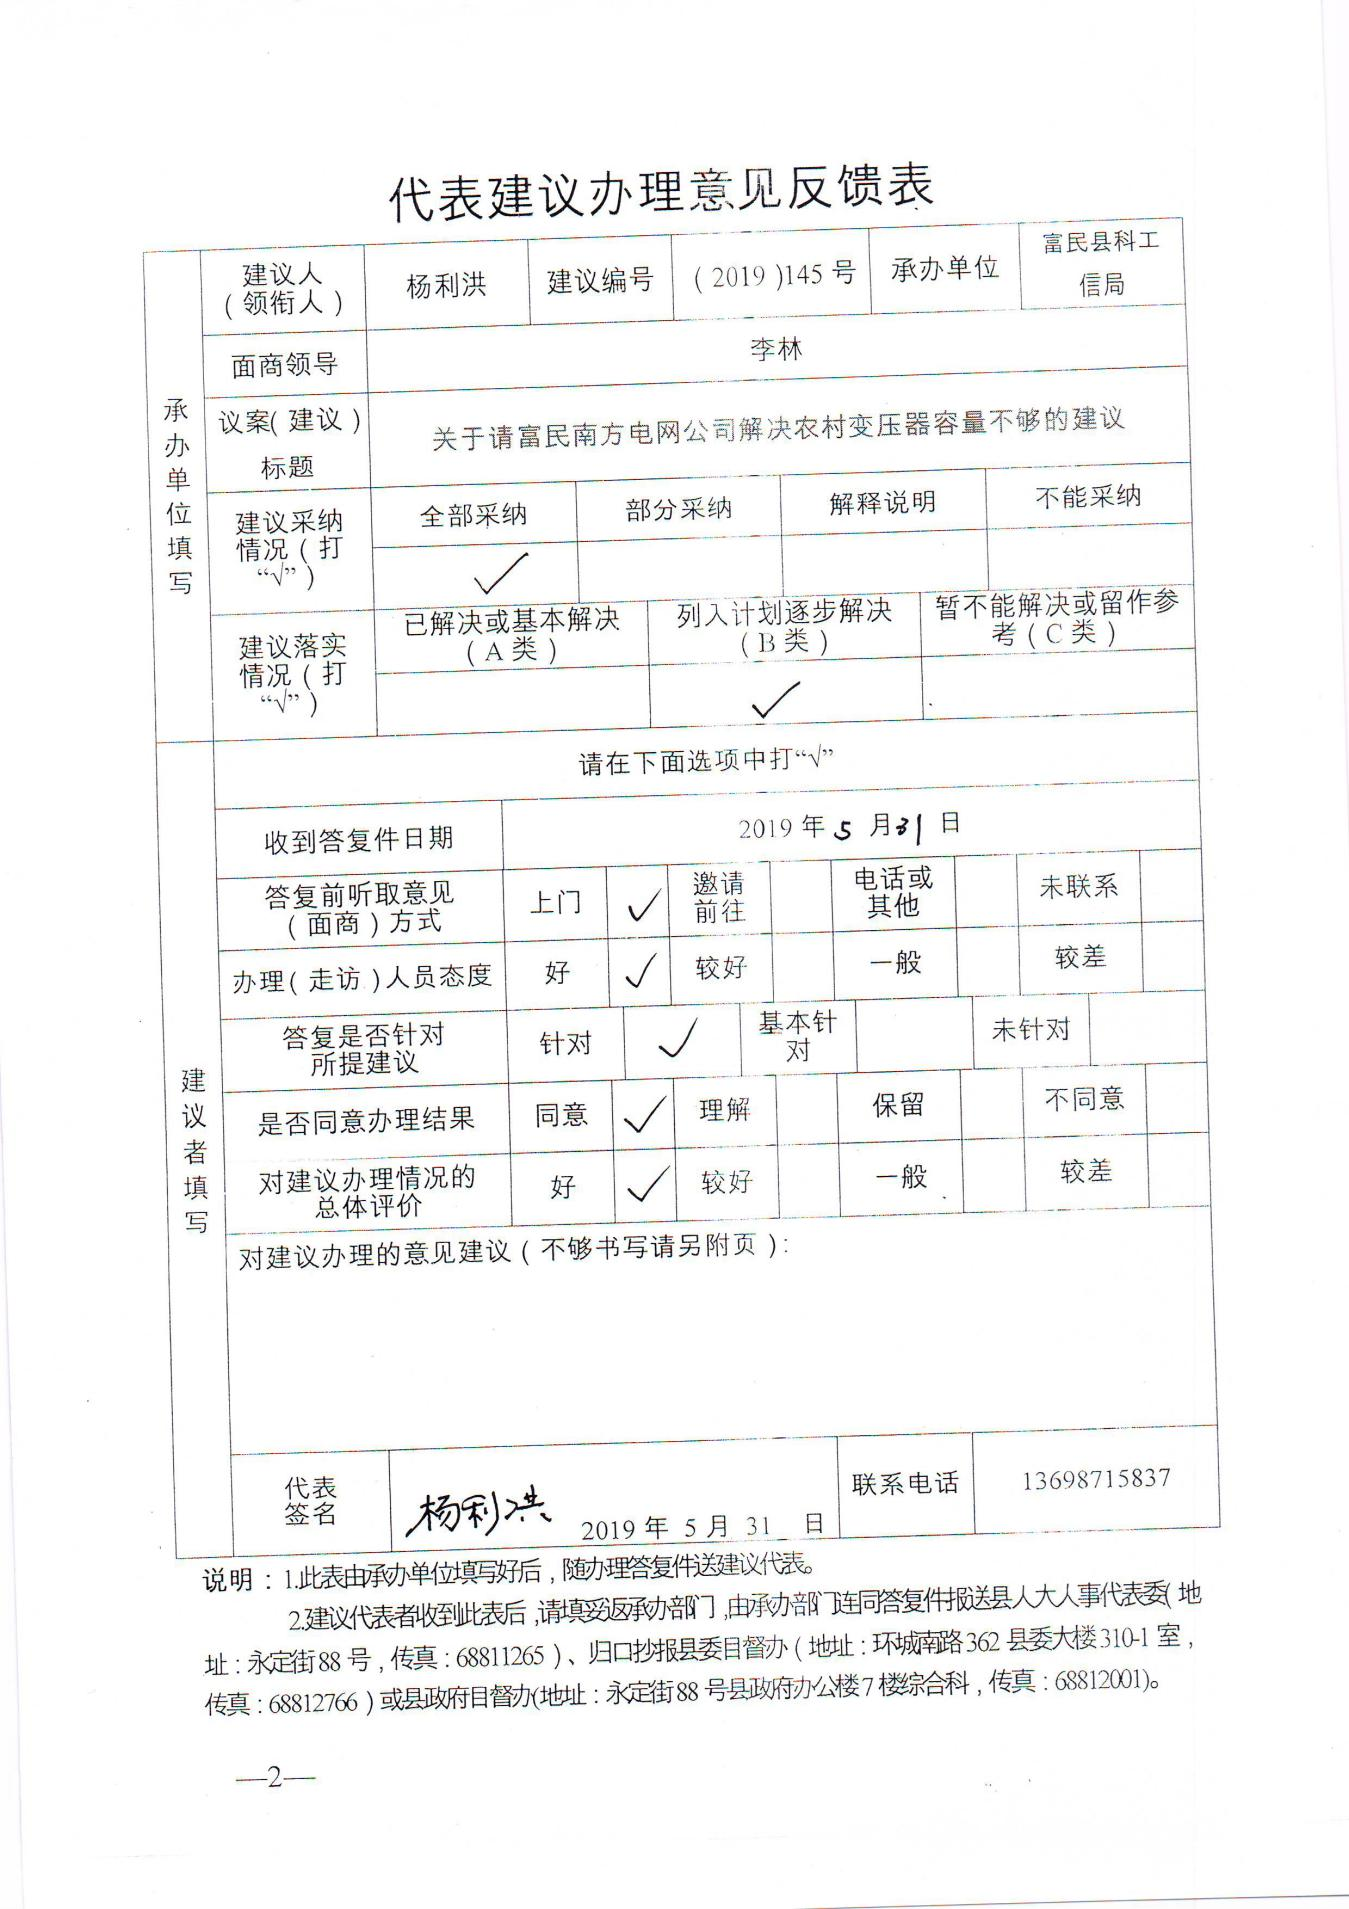 代表建议办理意见反馈表
承办单位填写
建议人
(领衔人)
杨利洪
建议编号
(2019)145号
承办单位
富民县科工
信局
面商领导
李林
议案(建议)
标题
关于请富民南方电网公司解决农村变压器容量不够的建议
建议采纳
情况(打
“√”)
全部采纳
部分采纳
解释说明
不能采纳
✓
建议落实
情况(打
“√”)
已解决或基本解决
(A类)
列入计划逐步解决
(B类)
暂不能解决或留作参
考(C类)
✓
建议者填写
请在下面选项中打“√”
收到答复件日期
2019年5月31日
答复前听取意见
(面商)方式
上门
✓
邀请
前往
电话或
其他
未联系
办理(走访)人员态度
好
✓
较好
一般
较差
答复是否针对
所提建议
针对
✓
基本针
对
未针对
是否同意办理结果
同意
✓
理解
保留
不同意
对建议办理情况的
总体评价
好
✓
较好
一般
较差
对建议办理的意见建议(不够书写请另附页):
代表
签名
杨利洪
2019年5月31日
联系电话
13698715837
说明:1.此表由承办单位填写好后,随办理答复件送建议代表。
2.建议代表者收到此表后,请填妥返承办部门,由承办部门连同答复件报送县人大人事代表委(地
址:永定街88号,传真:68811265)、归口抄报县委目督办(地址:环城南路362县委大楼310-1室,
传真:68812766)或县政府目督办(地址:永定街88号县政府办公楼7楼综合科,传真:68812001)。
—2—